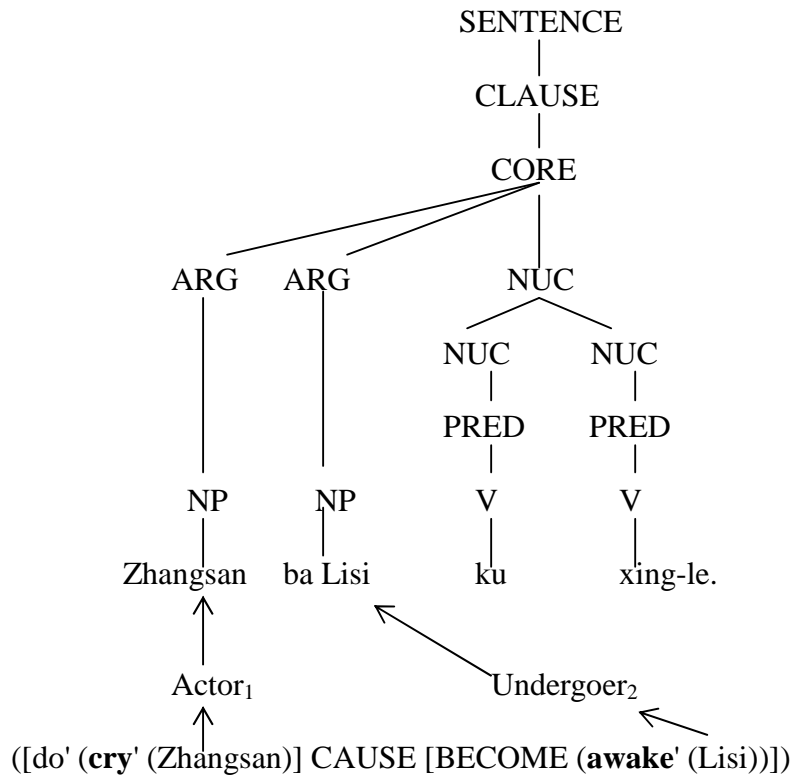 SENTENCE
CLAUSE
CORE
ARG ARG NUC
NUC NUC
PRED PRED
NP NP V V
Zhangsan ba Lisi ku xing-le.
Actor₁ Undergoer₂
([do' (cry' (Zhangsan)] CAUSE [BECOME (awake' (Lisi))])